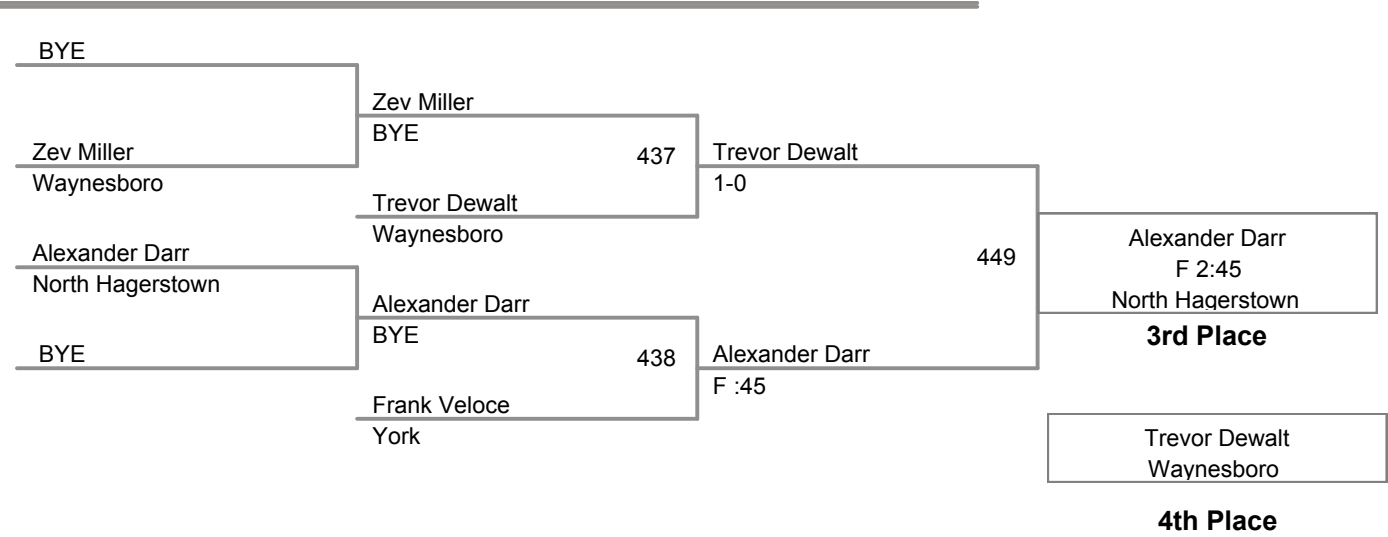 BYE
Zev Miller
BYE
Zev Miller
Waynesboro
437
Trevor Dewalt
1-0
Trevor Dewalt
Waynesboro
Alexander Darr
North Hagerstown
449
Alexander Darr
F 2:45
North Hagerstown
3rd Place
Alexander Darr
BYE
BYE
438
Alexander Darr
F :45
Frank Veloce
York
Trevor Dewalt
Waynesboro
4th Place